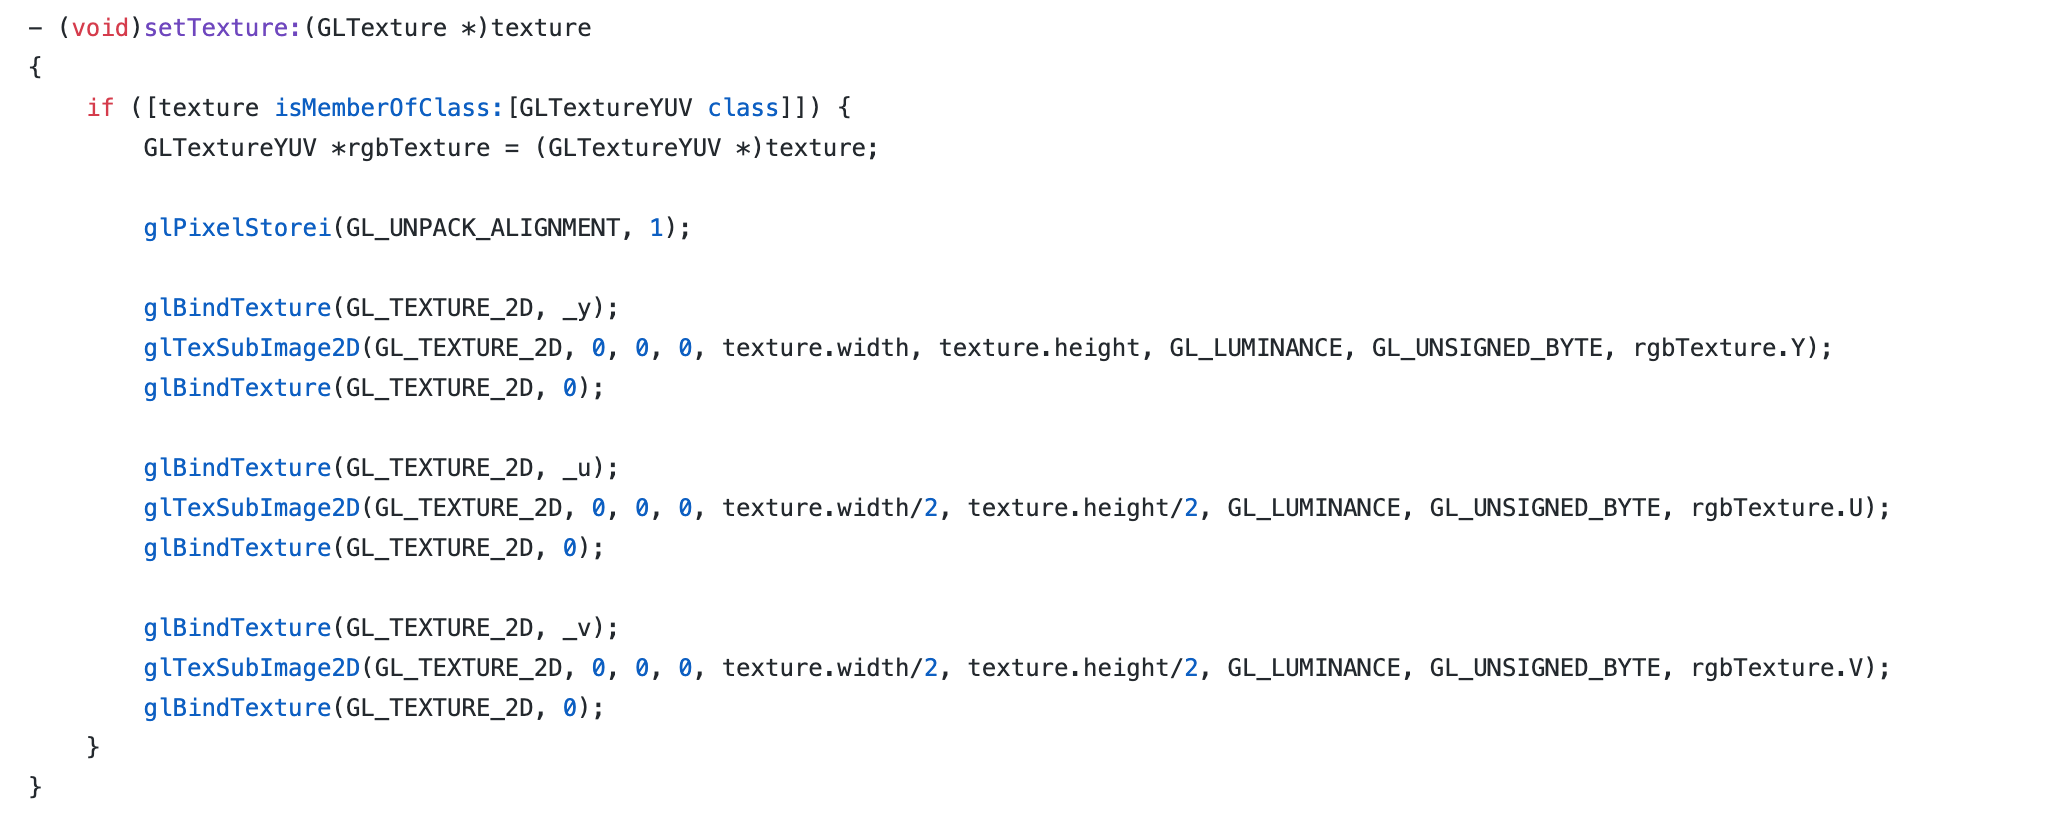 - (void)setTexture:(GLTexture *)texture
{
    if ([texture isMemberOfClass:[GLTextureYUV class]]) {
        GLTextureYUV *rgbTexture = (GLTextureYUV *)texture;

        glPixelStorei(GL_UNPACK_ALIGNMENT, 1);

        glBindTexture(GL_TEXTURE_2D, _y);
        glTexSubImage2D(GL_TEXTURE_2D, 0, 0, 0, texture.width, texture.height, GL_LUMINANCE, GL_UNSIGNED_BYTE, rgbTexture.Y);
        glBindTexture(GL_TEXTURE_2D, 0);

        glBindTexture(GL_TEXTURE_2D, _u);
        glTexSubImage2D(GL_TEXTURE_2D, 0, 0, 0, texture.width/2, texture.height/2, GL_LUMINANCE, GL_UNSIGNED_BYTE, rgbTexture.U);
        glBindTexture(GL_TEXTURE_2D, 0);

        glBindTexture(GL_TEXTURE_2D, _v);
        glTexSubImage2D(GL_TEXTURE_2D, 0, 0, 0, texture.width/2, texture.height/2, GL_LUMINANCE, GL_UNSIGNED_BYTE, rgbTexture.V);
        glBindTexture(GL_TEXTURE_2D, 0);
    }
}